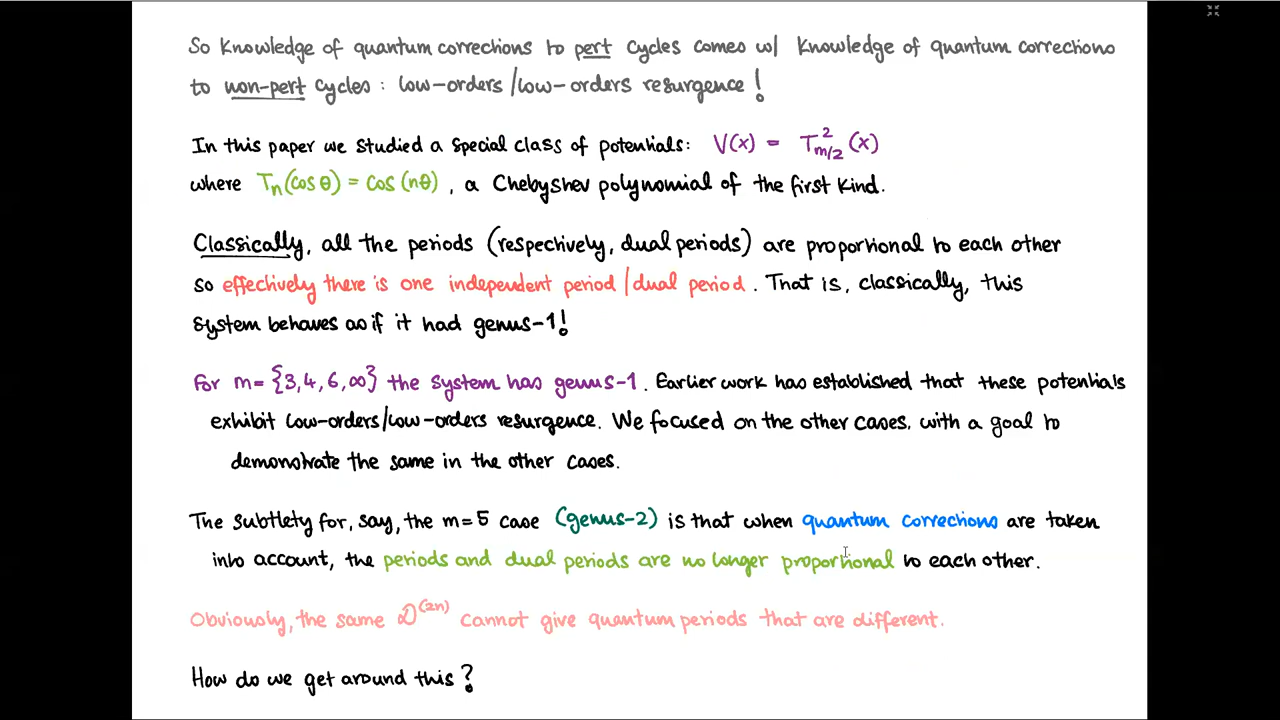 So knowledge of quantum corrections to pert cycles comes w/ knowledge of quantum corrections
to non-pert cycles : low-orders/low-orders resurgence!
In this paper we studied a special class of potentials: V(x) = T²_{m/2}(x)
where Tₙ(cosθ) = cos(nθ), a Chebyshev polynomial of the first kind.
Classically, all the periods (respectively, dual periods) are proportional to each other
so effectively there is one independent period/dual period. That is, classically, this
system behaves as if it had genus-1!
For m = {3,4,6,∞} the system has genus-1. Earlier work has established that these potentials
exhibit low-orders/low-orders resurgence. We focused on the other cases, with a goal to
demonstrate the same in the other cases.
The subtlety for, say, the m=5 case (genus-2) is that when quantum corrections are taken
into account, the periods and dual periods are no longer proportional to each other.
Obviously, the same 𝒟^(2n) cannot give quantum periods that are different.
How do we get around this?